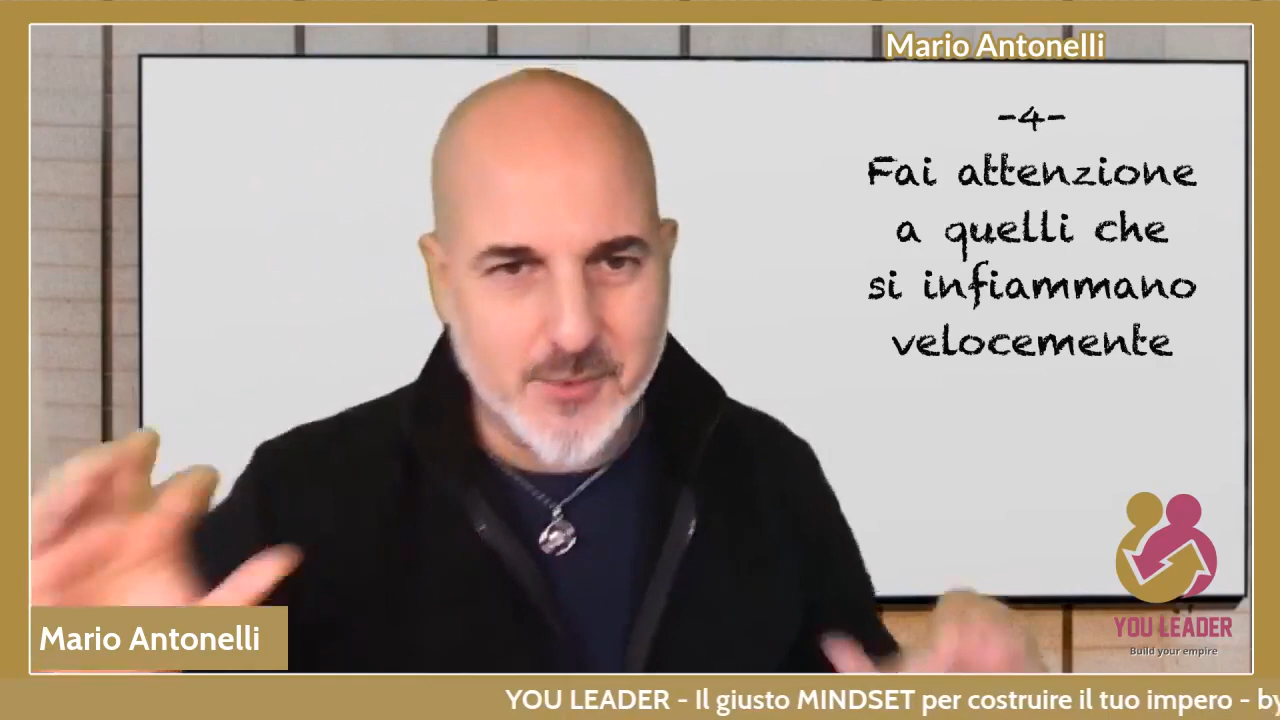 Mario Antonelli
-4-
Fai attenzione
a quelli che
si infiammano
velocemente
YOU LEADER
Build your empire
Mario Antonelli
YOU LEADER - Il giusto MINDSET per costruire il tuo impero - by